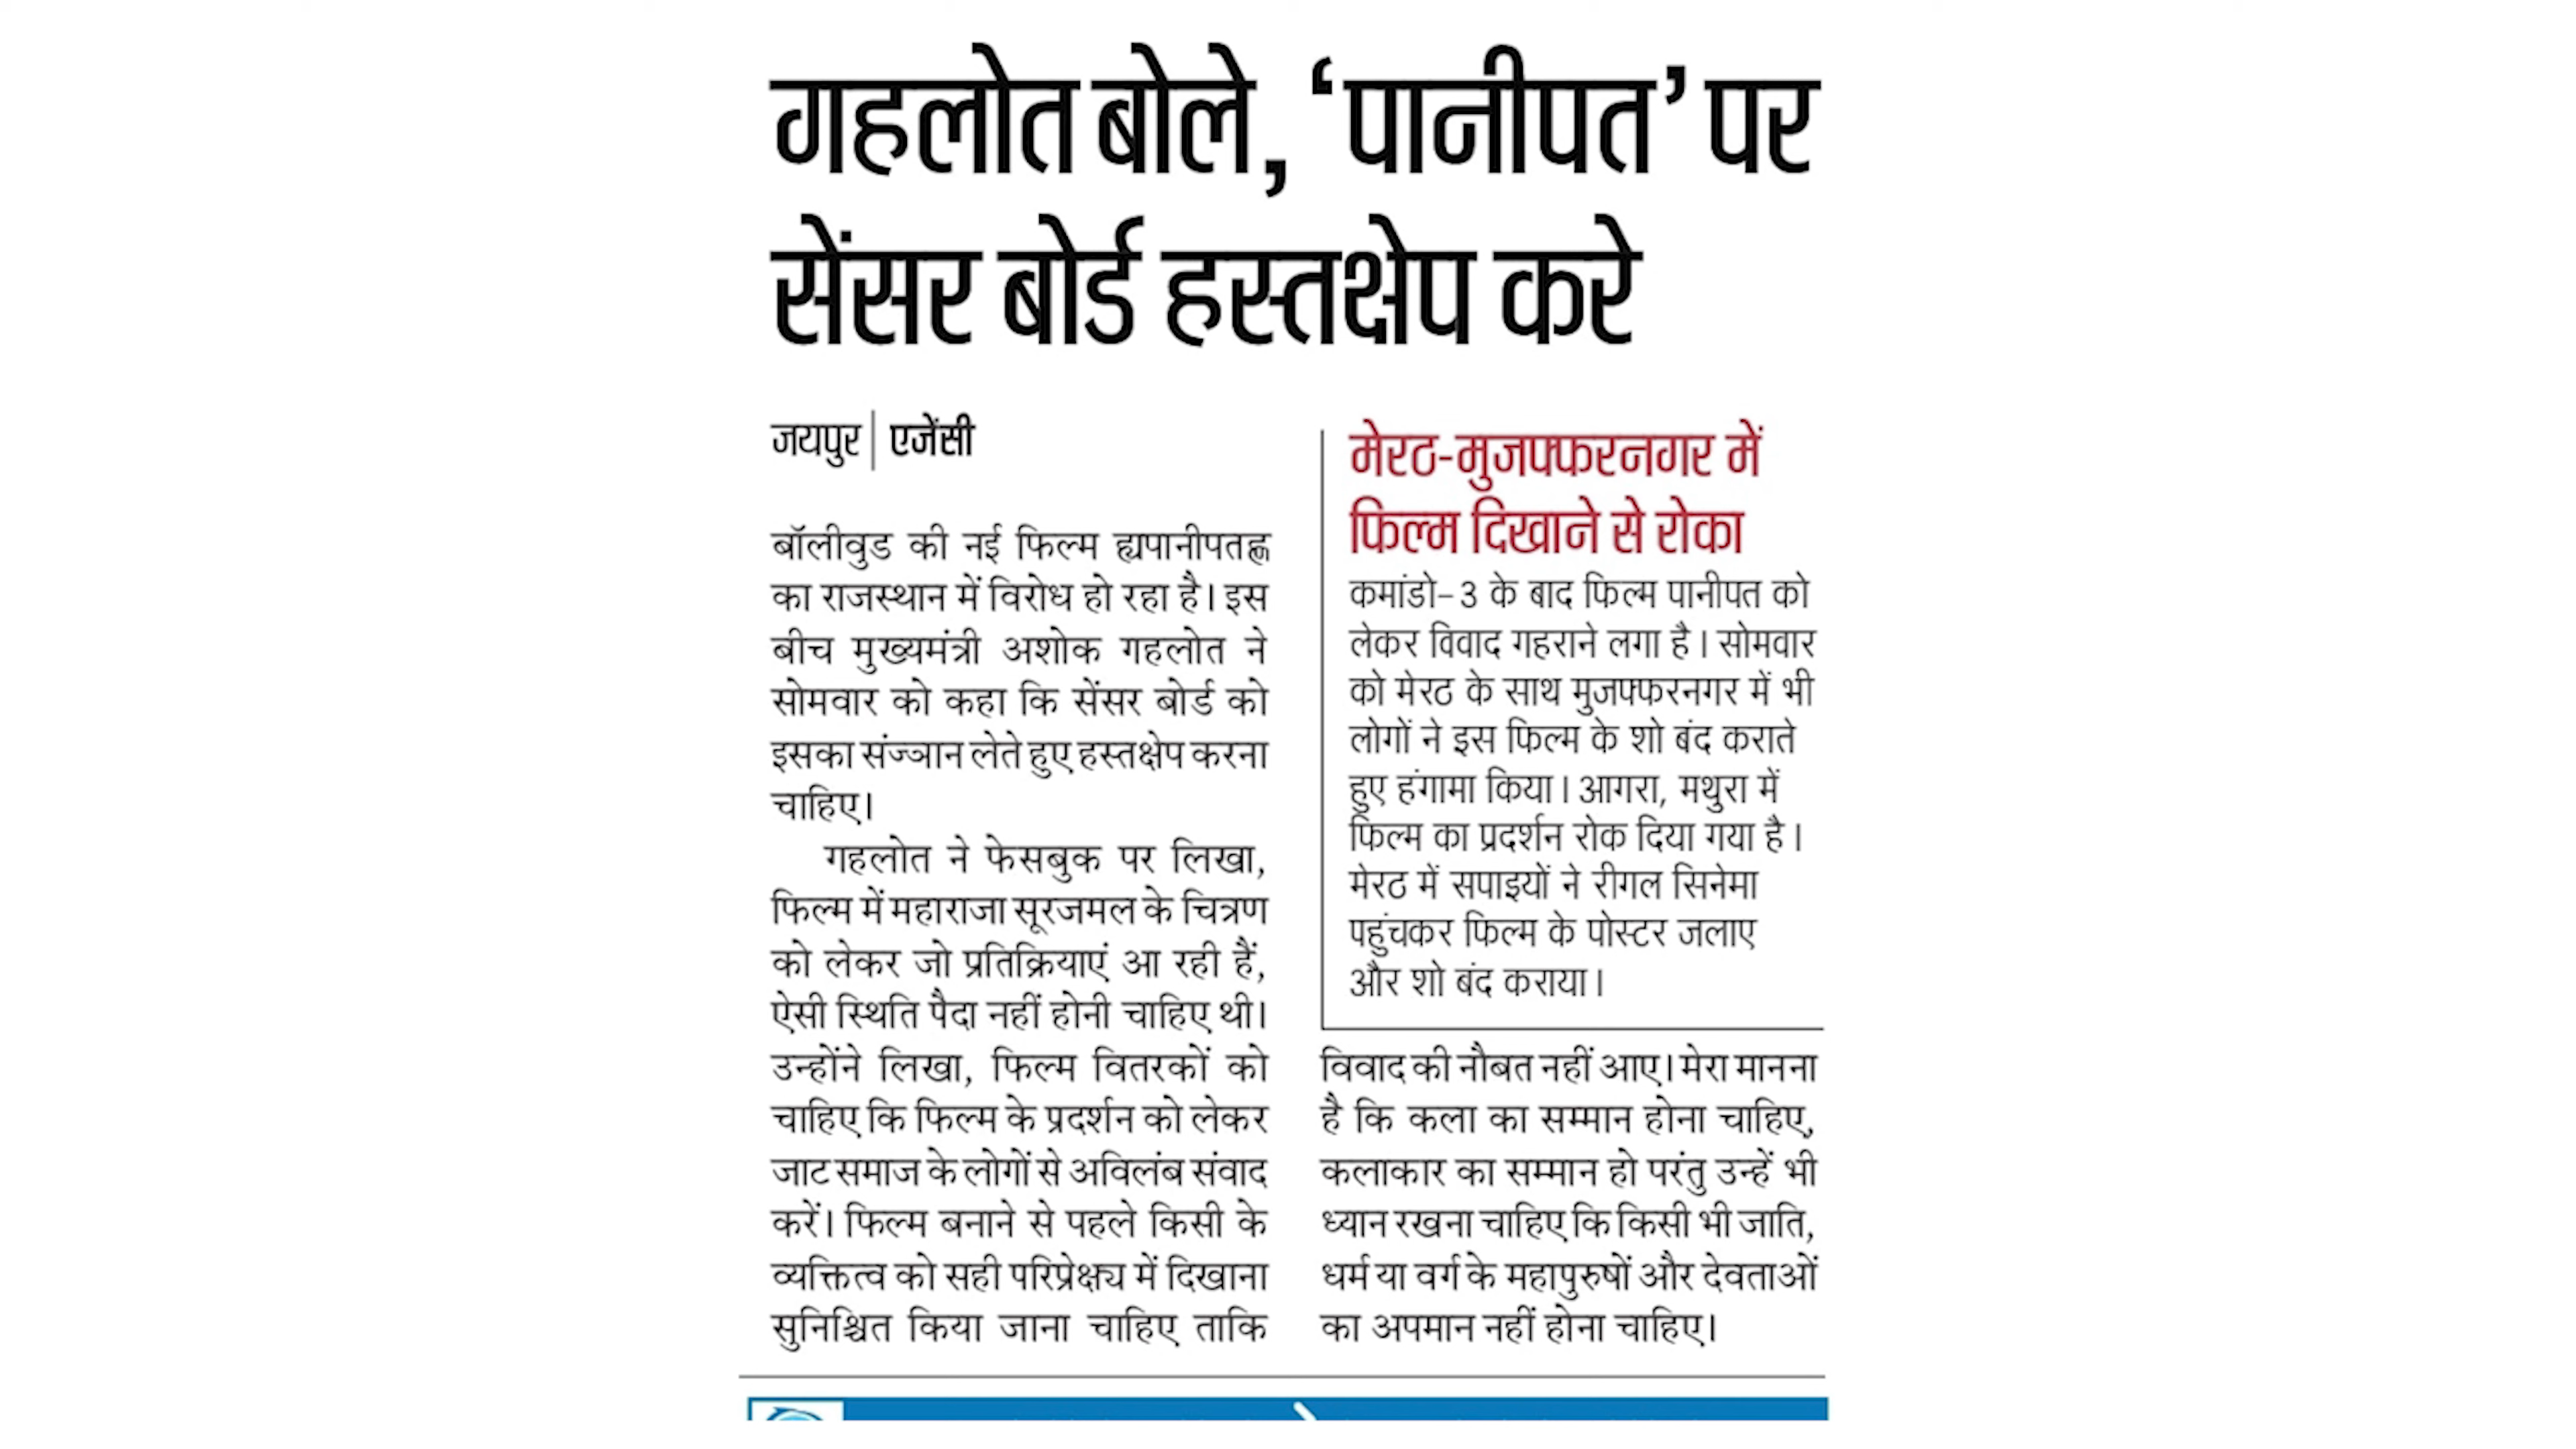 गहलोत बोले, ‘पानीपत’ पर
सेंसर बोर्ड हस्तक्षेप करे
जयपुर | एजेंसी
बॉलीवुड की नई फिल्म ह्यपानीपतह्ण
का राजस्थान में विरोध हो रहा है। इस
बीच मुख्यमंत्री अशोक गहलोत ने
सोमवार को कहा कि सेंसर बोर्ड को
इसका संज्ञान लेते हुए हस्तक्षेप करना
चाहिए।
गहलोत ने फेसबुक पर लिखा,
फिल्म में महाराजा सूरजमल के चित्रण
को लेकर जो प्रतिक्रियाएं आ रही हैं,
ऐसी स्थिति पैदा नहीं होनी चाहिए थी।
उन्होंने लिखा, फिल्म वितरकों को
चाहिए कि फिल्म के प्रदर्शन को लेकर
जाट समाज के लोगों से अविलंब संवाद
करें। फिल्म बनाने से पहले किसी के
व्यक्तित्व को सही परिप्रेक्ष्य में दिखाना
सुनिश्चित किया जाना चाहिए ताकि
मेरठ-मुजफ्फरनगर में
फिल्म दिखाने से रोका
कमांडो-3 के बाद फिल्म पानीपत को
लेकर विवाद गहराने लगा है। सोमवार
को मेरठ के साथ मुजफ्फरनगर में भी
लोगों ने इस फिल्म के शो बंद कराते
हुए हंगामा किया। आगरा, मथुरा में
फिल्म का प्रदर्शन रोक दिया गया है।
मेरठ में सपाइयों ने रीगल सिनेमा
पहुंचकर फिल्म के पोस्टर जलाए
और शो बंद कराया।
विवाद की नौबत नहीं आए। मेरा मानना
है कि कला का सम्मान होना चाहिए,
कलाकार का सम्मान हो परंतु उन्हें भी
ध्यान रखना चाहिए कि किसी भी जाति,
धर्म या वर्ग के महापुरुषों और देवताओं
का अपमान नहीं होना चाहिए।